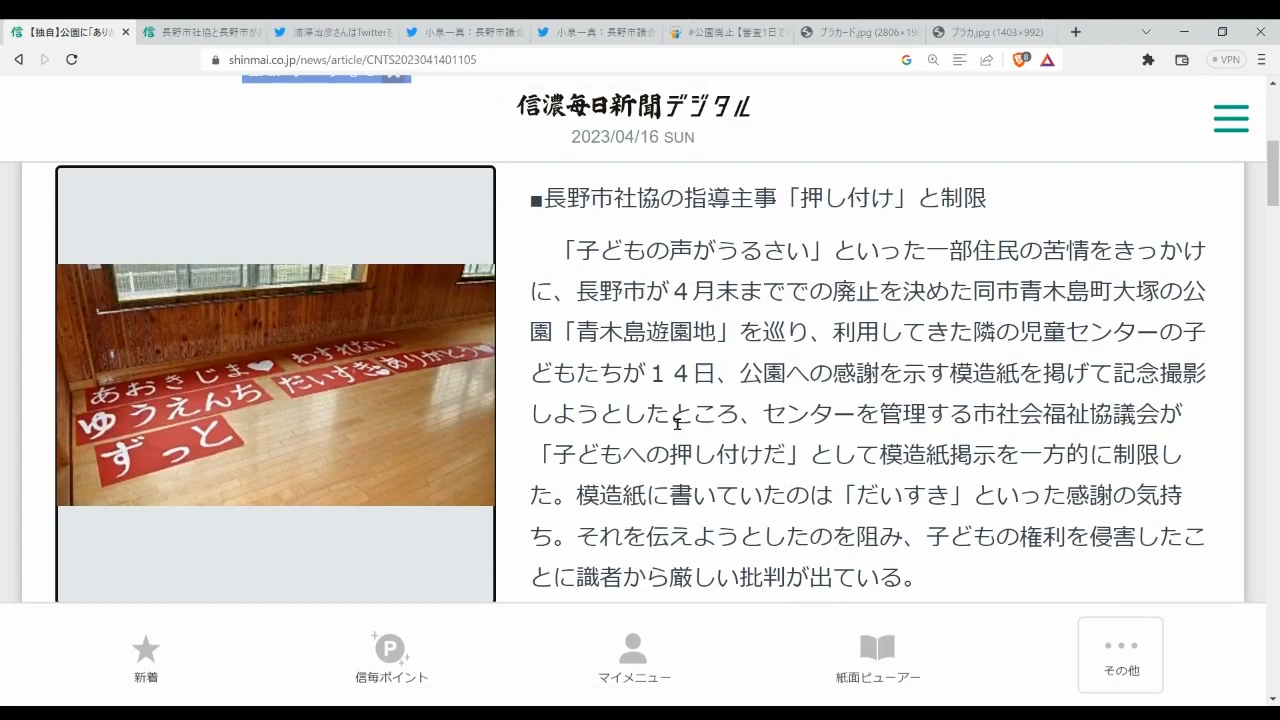 信 【独自】公園に「あり
信 長野市社協と長野市が
浦澤治彦さんはTwitterを
小泉一真：長野市議会
小泉一真：長野市議会
#公園廃止 【審査1日で
プラカード.jpg (2806×19
プラカ.jpg (1403×992)
shinmai.co.jp/news/article/CNTS2023041401105
VPN
信濃毎日新聞デジタル
2023/04/16 SUN
■長野市社協の指導主事「押し付け」と制限
「子どもの声がうるさい」といった一部住民の苦情をきっかけ
に、長野市が４月末まででの廃止を決めた同市青木島町大塚の公
園「青木島遊園地」を巡り、利用してきた隣の児童センターの子
どもたちが１４日、公園への感謝を示す模造紙を掲げて記念撮影
しようとしたところ、センターを管理する市社会福祉協議会が
「子どもへの押し付けだ」として模造紙掲示を一方的に制限し
た。模造紙に書いていたのは「だいすき」といった感謝の気持
ち。それを伝えようとしたのを阻み、子どもの権利を侵害したこ
とに識者から厳しい批判が出ている。
あおきじま♥ わすれない
ゆうえんち だいすき♥ありがとう♥
ずっと
新着
P
信毎ポイント
マイメニュー
紙面ビューアー
その他